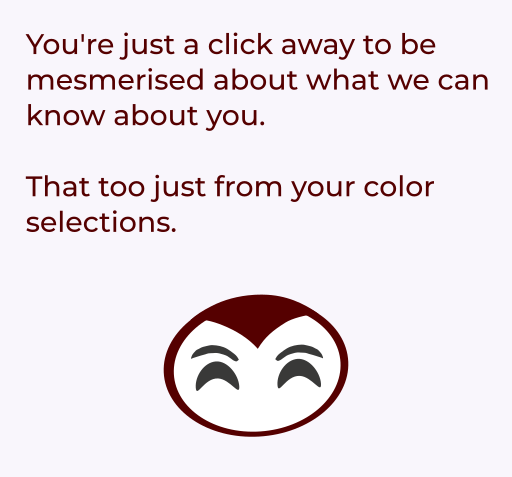 You're just a click away to be
mesmerised about what we can
know about you.
That too just from your color
selections.